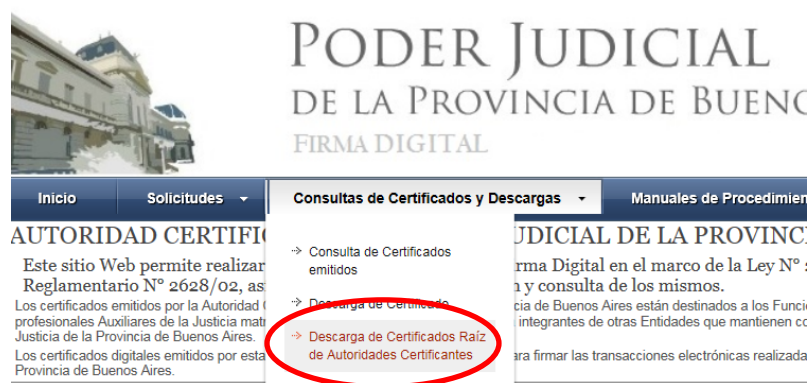 PODER JUDICIAL
DE LA PROVINCIA DE BUENO
FIRMA DIGITAL
Inicio Solicitudes Consultas de Certificados y Descargas Manuales de Procedimien
AUTORIDAD CERTIFI UDICIAL DE LA PROVINCI
Consulta de Certificados
emitidos
Este sitio Web permite realizar rma Digital en el marco de la Ley N°
Reglamentario N° 2628/02, as n y consulta de los mismos.
Descarga de Certificado
Los certificados emitidos por la Autoridad cia de Buenos Aires están destinados a los Funci
profesionales Auxiliares de la Justicia mat integrantes de otras Entidades que mantienen co
Justicia de la Provincia de Buenos Aires.
Descarga de Certificados Raíz
de Autoridades Certificantes
Los certificados digitales emitidos por esta ara firmar las transacciones electrónicas realizada
Provincia de Buenos Aires.